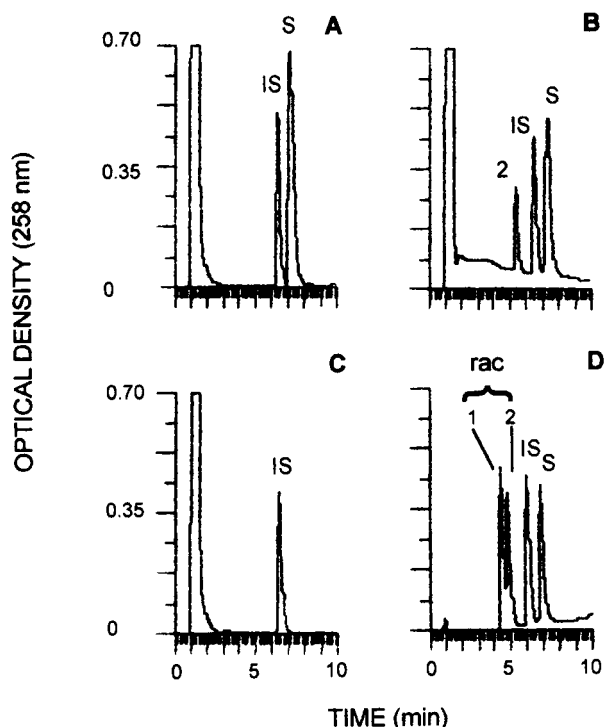 OPTICAL DENSITY (258 nm)
A
S
IS
0.70
0.35
0
B
S
IS
2
C
0.70
IS
0.35
0
0 5 10
D
rac
1 2
IS S
0 5 10
TIME (min)